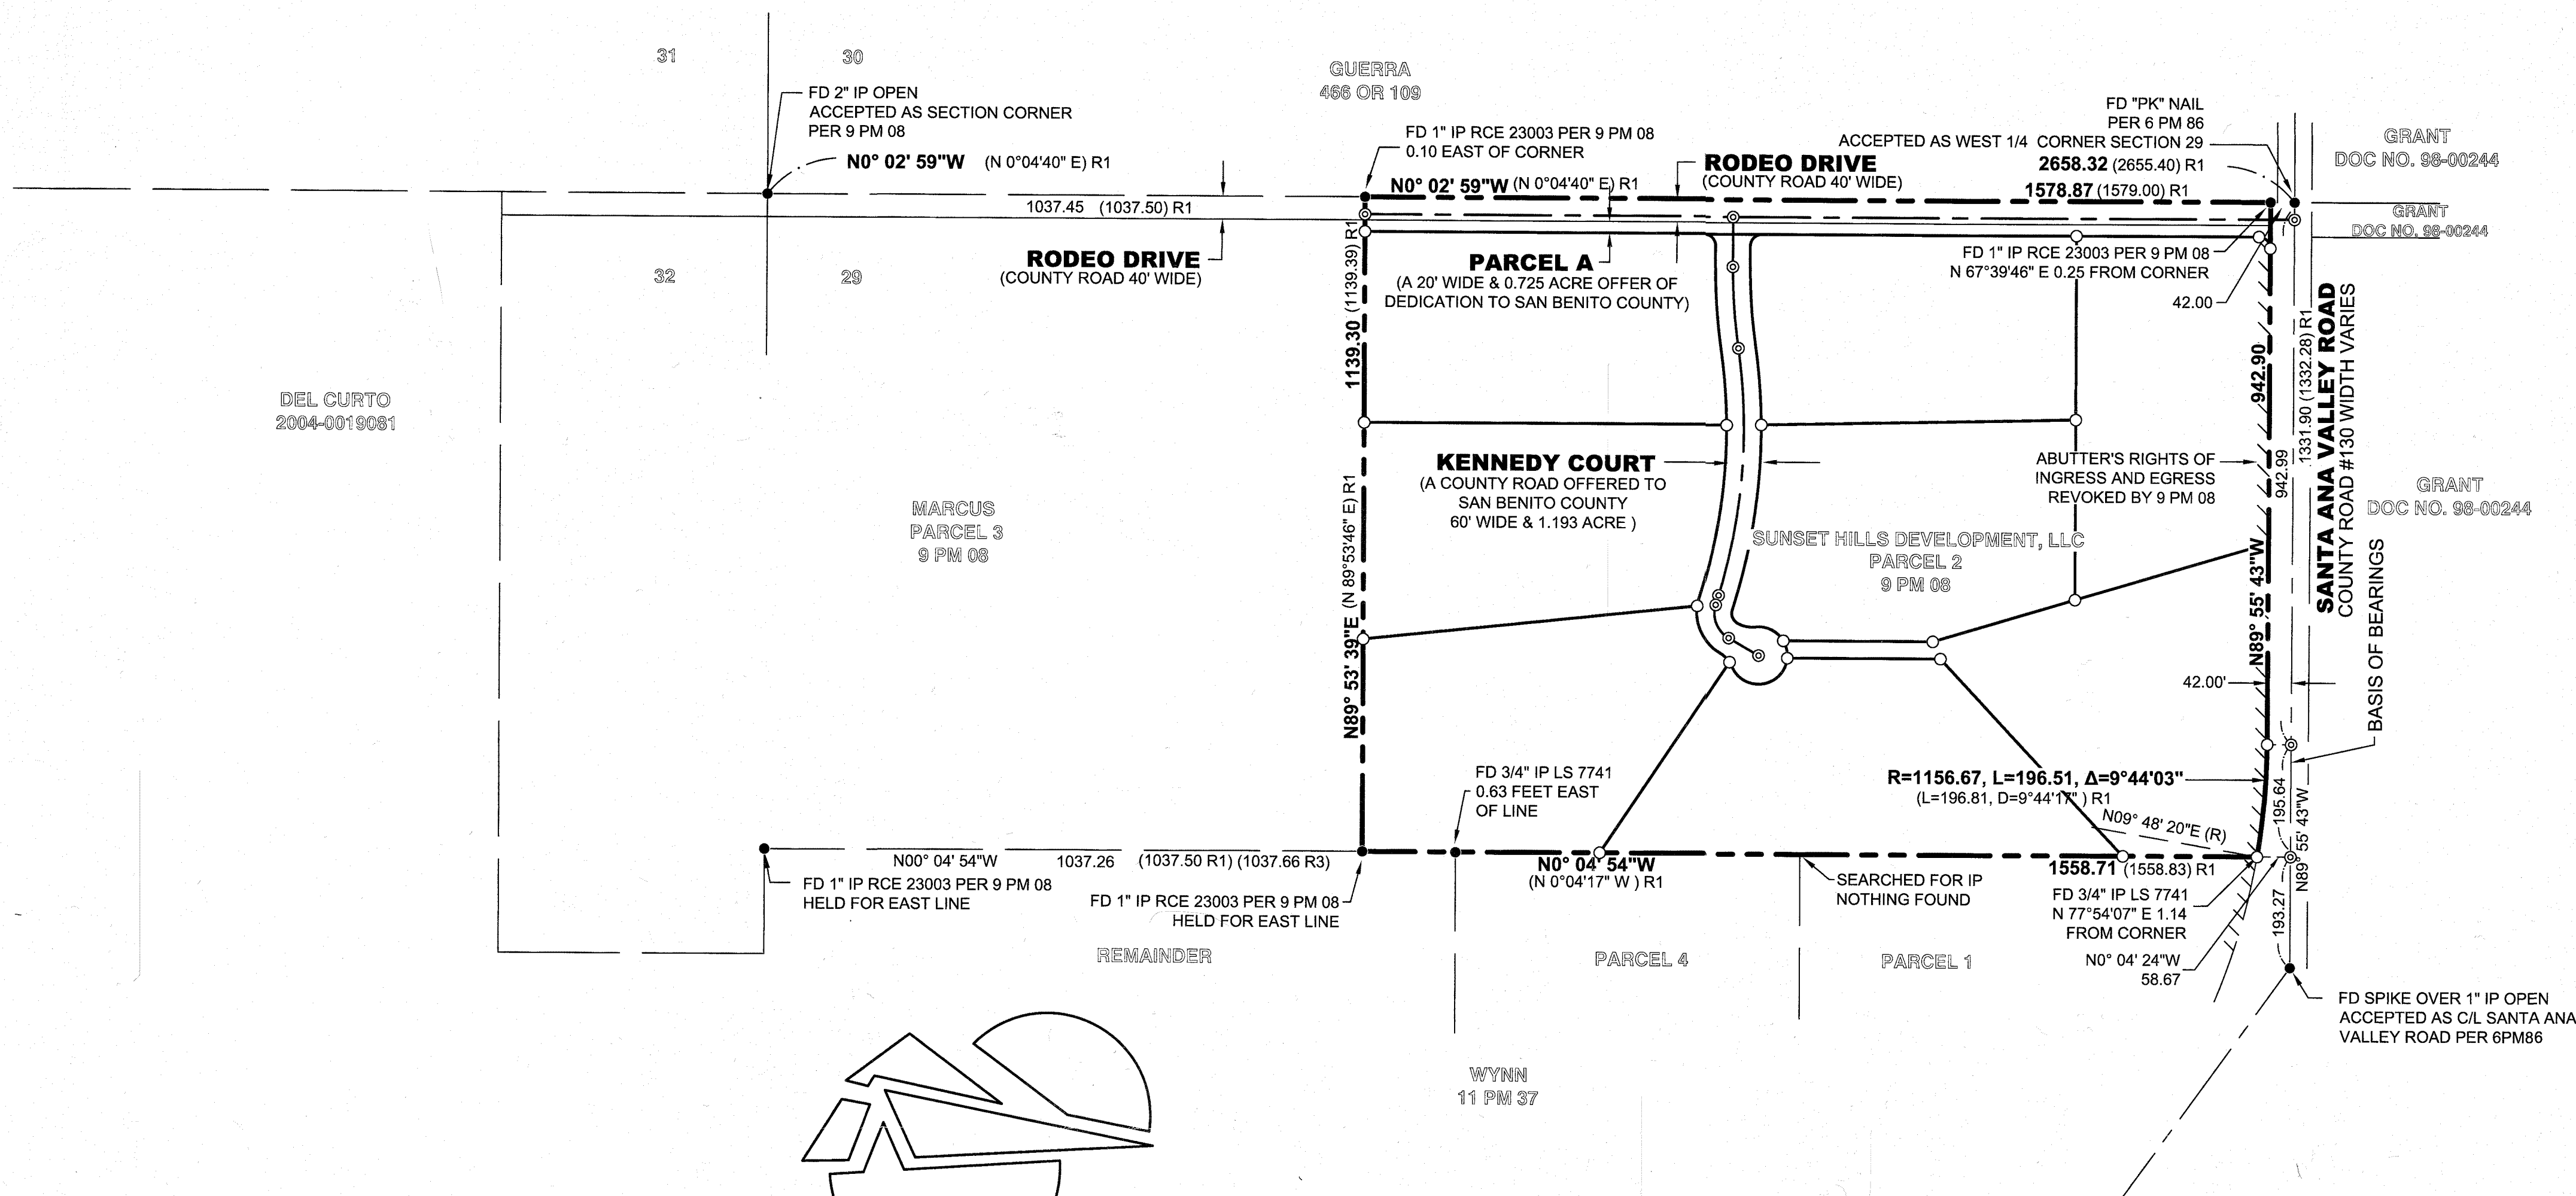 31
30
FD 2" IP OPEN
ACCEPTED AS SECTION CORNER
PER 9 PM 08
N0° 02' 59"W (N 0°04'40" E) R1
GUERRA
466 OR 109
FD 1" IP RCE 23003 PER 9 PM 08
0.10 EAST OF CORNER
FD "PK" NAIL
PER 6 PM 86
ACCEPTED AS WEST 1/4 CORNER SECTION 29
2658.32 (2655.40) R1
1578.87 (1579.00) R1
GRANT
DOC NO. 98-00244
GRANT
DOC NO. 98-00244
RODEO DRIVE
(COUNTY ROAD 40' WIDE)
N0° 02' 59"W (N 0°04'40" E) R1
1037.45 (1037.50) R1
RODEO DRIVE
(COUNTY ROAD 40' WIDE)
32
29
PARCEL A
(A 20' WIDE & 0.725 ACRE OFFER OF
DEDICATION TO SAN BENITO COUNTY)
FD 1" IP RCE 23003 PER 9 PM 08
N 67°39'46" E 0.25 FROM CORNER
42.00
1139.30 (1139.39) R1
N89° 53' 39"E (N 89°53'46" E) R1
DEL CURTO
2004-0019081
MARCUS
PARCEL 3
9 PM 08
KENNEDY COURT
(A COUNTY ROAD OFFERED TO
SAN BENITO COUNTY
60' WIDE & 1.193 ACRE )
SUNSET HILLS DEVELOPMENT, LLC
PARCEL 2
9 PM 08
ABUTTER'S RIGHTS OF
INGRESS AND EGRESS
REVOKED BY 9 PM 08
942.90
N89° 55' 43"W
942.99
1331.90 (1332.28) R1
SANTA ANA VALLEY ROAD
COUNTY ROAD #130 WIDTH VARIES
GRANT
DOC NO. 98-00244
BASIS OF BEARINGS
42.00'
R=1156.67, L=196.51, Δ=9°44'03"
(L=196.81, D=9°44'17" ) R1
N09° 48' 20"E (R)
195.64
N89° 55' 43"W
193.27
FD 3/4" IP LS 7741
0.63 FEET EAST
OF LINE
N00° 04' 54"W 1037.26 (1037.50 R1) (1037.66 R3)
FD 1" IP RCE 23003 PER 9 PM 08
HELD FOR EAST LINE
FD 1" IP RCE 23003 PER 9 PM 08
HELD FOR EAST LINE
N0° 04' 54"W
(N 0°04'17" W ) R1
SEARCHED FOR IP
NOTHING FOUND
1558.71 (1558.83) R1
FD 3/4" IP LS 7741
N 77°54'07" E 1.14
FROM CORNER
N0° 04' 24"W
58.67
REMAINDER
PARCEL 4
PARCEL 1
FD SPIKE OVER 1" IP OPEN
ACCEPTED AS C/L SANTA ANA
VALLEY ROAD PER 6PM86
WYNN
11 PM 37